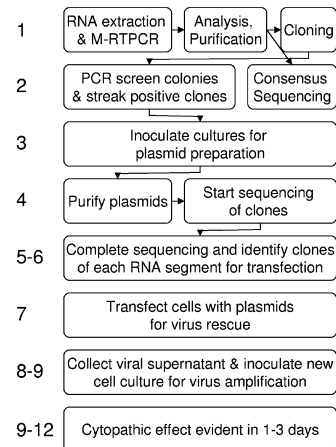 1
RNA extraction
& M-RTPCR
Analysis,
Purification
Cloning
2
PCR screen colonies
& streak positive clones
Consensus
Sequencing
3
Inoculate cultures for
plasmid preparation
4
Purify plasmids
Start sequencing
of clones
5-6
Complete sequencing and identify clones
of each RNA segment for transfection
7
Transfect cells with plasmids
for virus rescue
8-9
Collect viral supernatant & inoculate new
cell culture for virus amplification
9-12
Cytopathic effect evident in 1-3 days